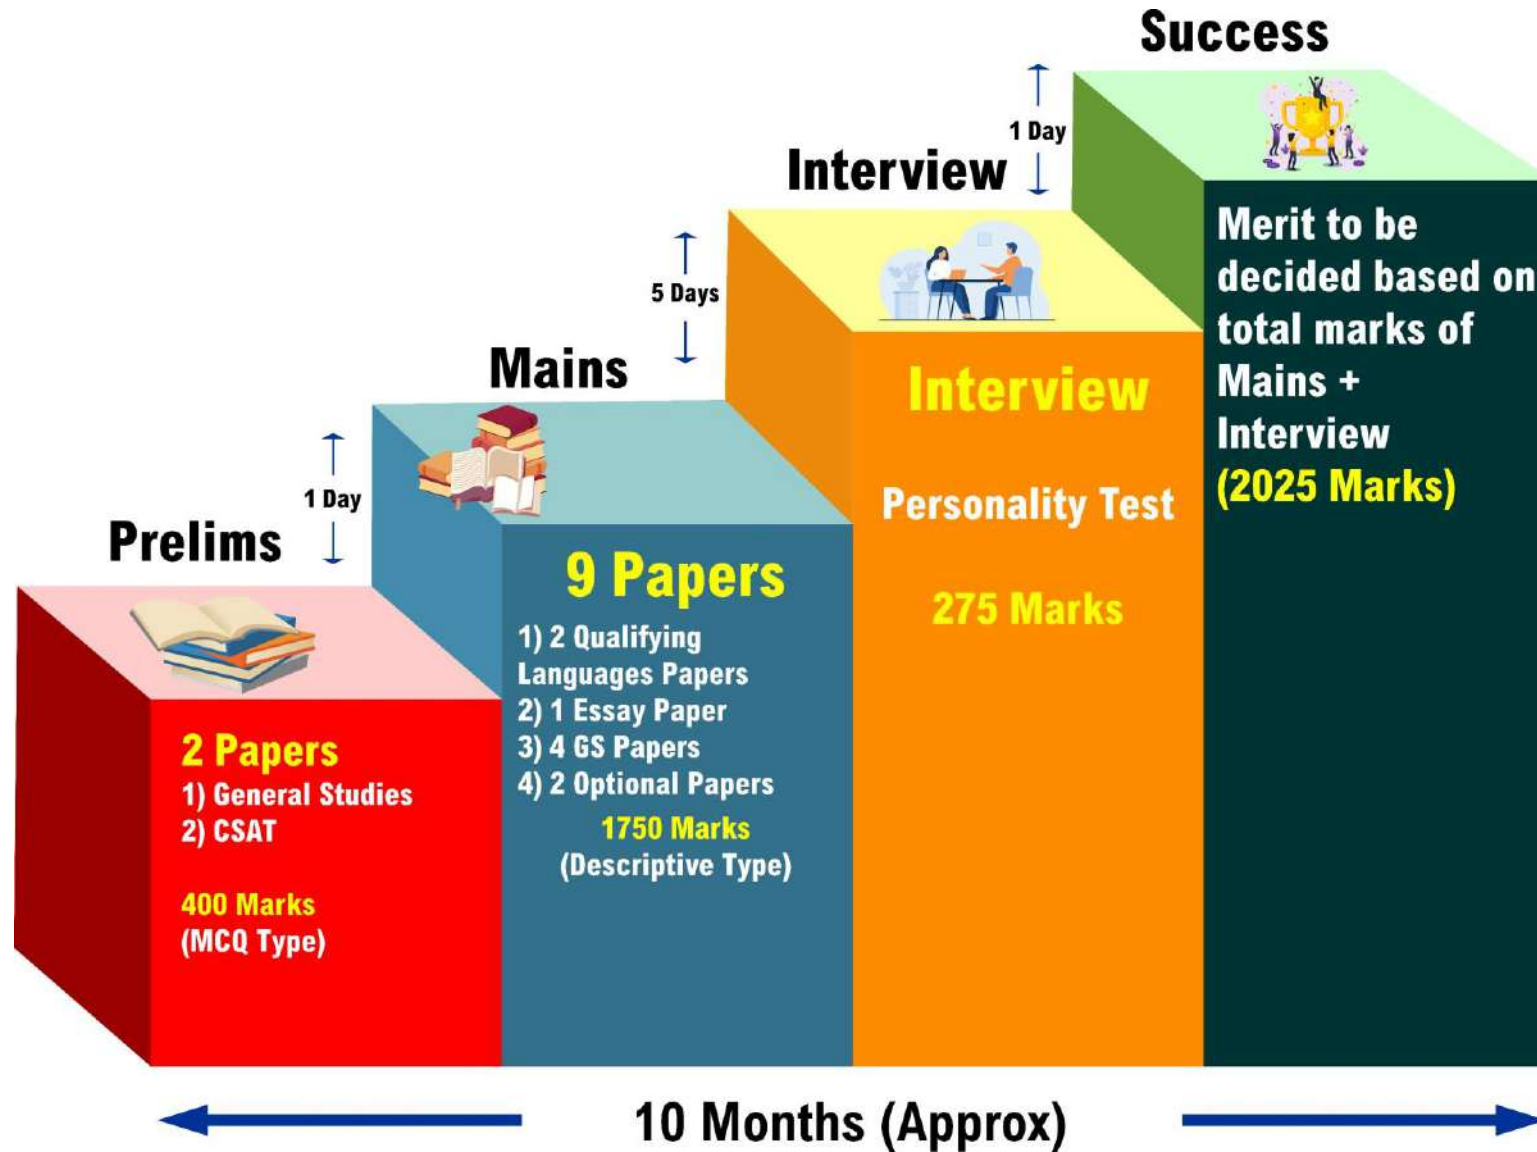 Success
1 Day
Interview
5 Days
Mains
1 Day
Prelims
2 Papers
1) General Studies
2) CSAT
400 Marks
(MCQ Type)
9 Papers
1) 2 Qualifying
Languages Papers
2) 1 Essay Paper
3) 4 GS Papers
4) 2 Optional Papers
1750 Marks
(Descriptive Type)
Interview
Personality Test
275 Marks
Merit to be
decided based on
total marks of
Mains +
Interview
(2025 Marks)
10 Months (Approx)